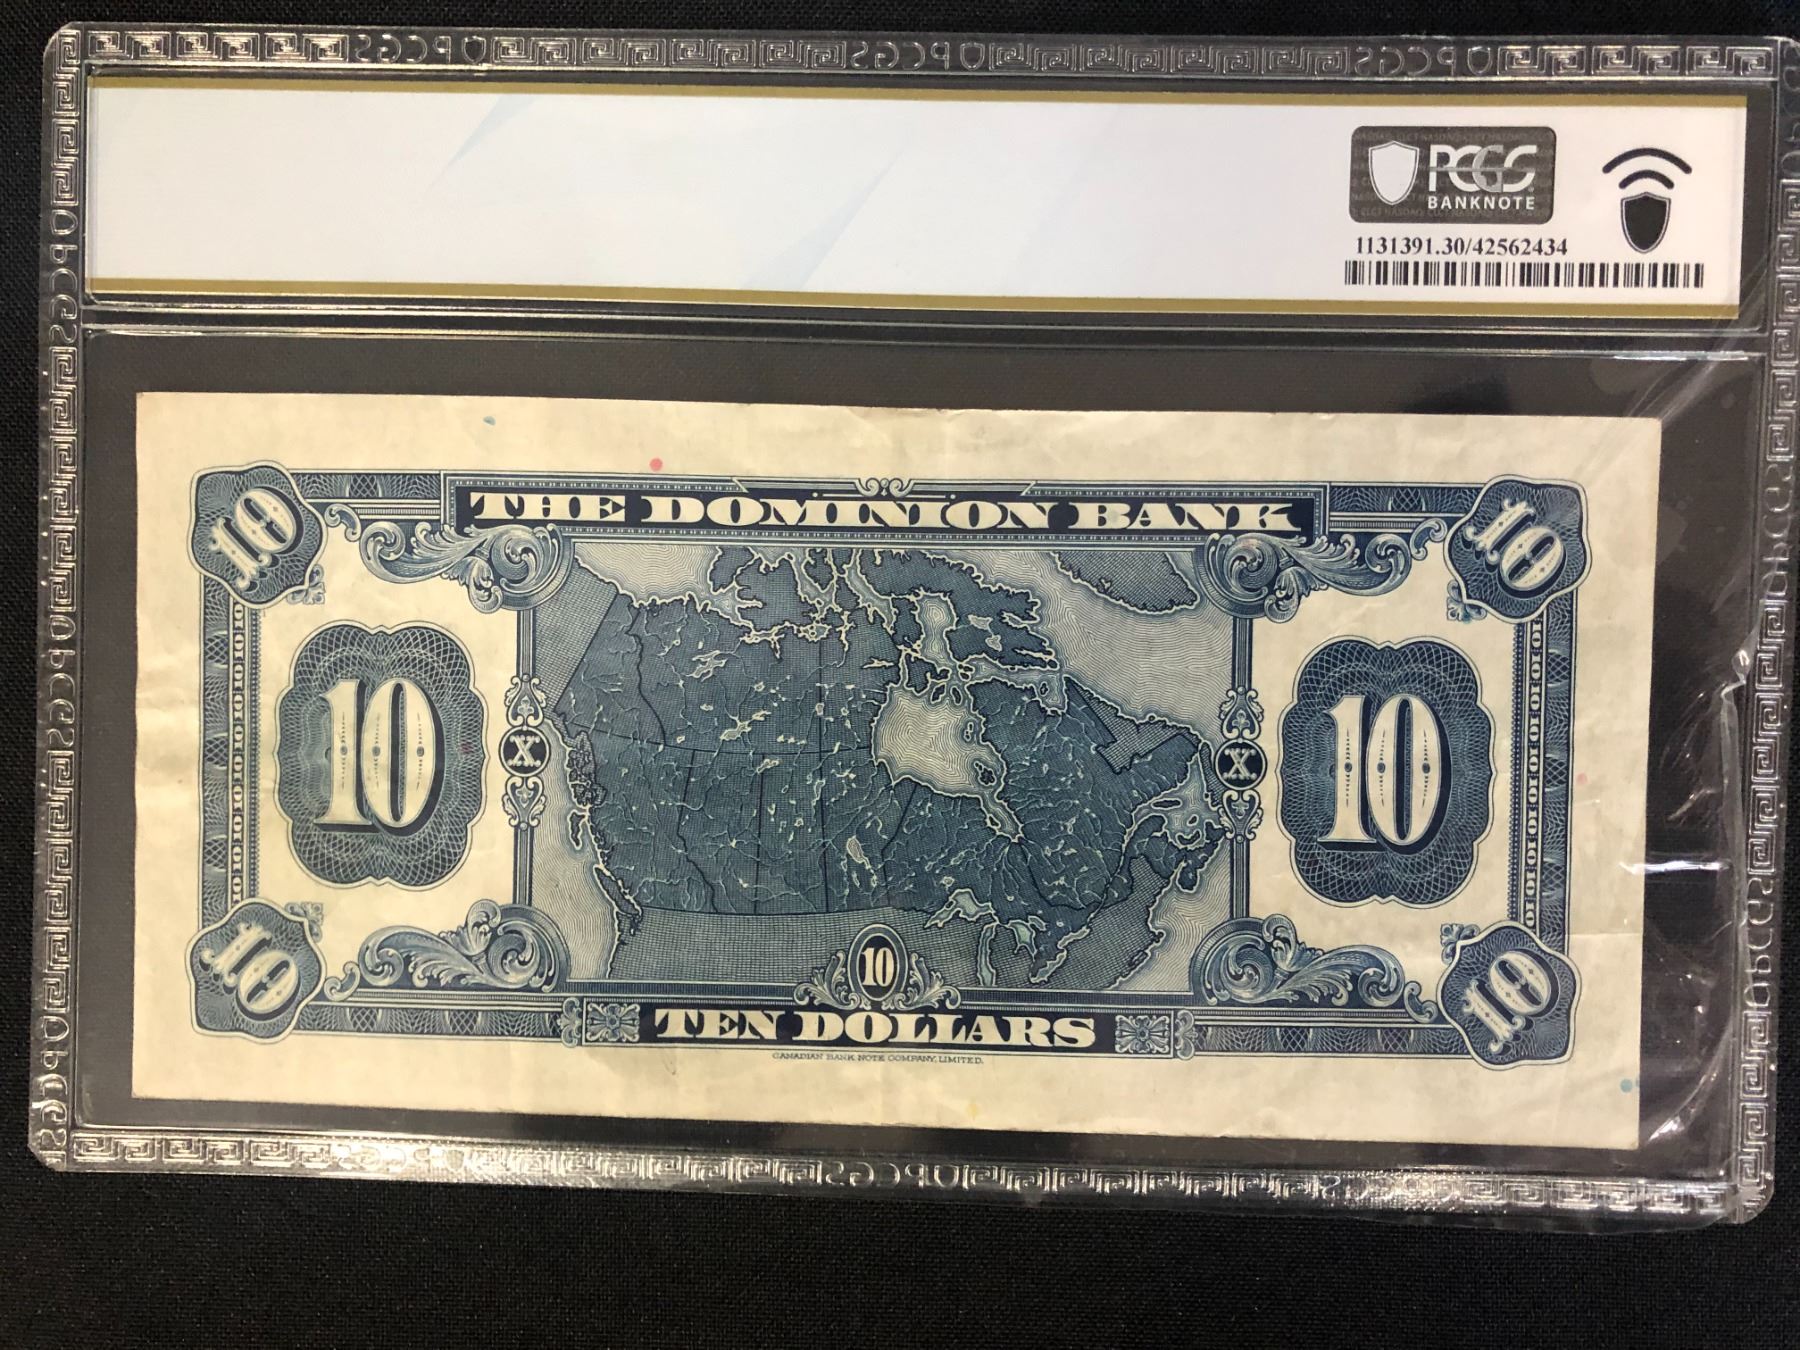 PCGS
BANKNOTE
1131391.30/42562434
10 THE DOMINION BANK 10
10 X X 10
10 10 10
TEN DOLLARS
CANADIAN BANK NOTE COMPANY, LIMITED.